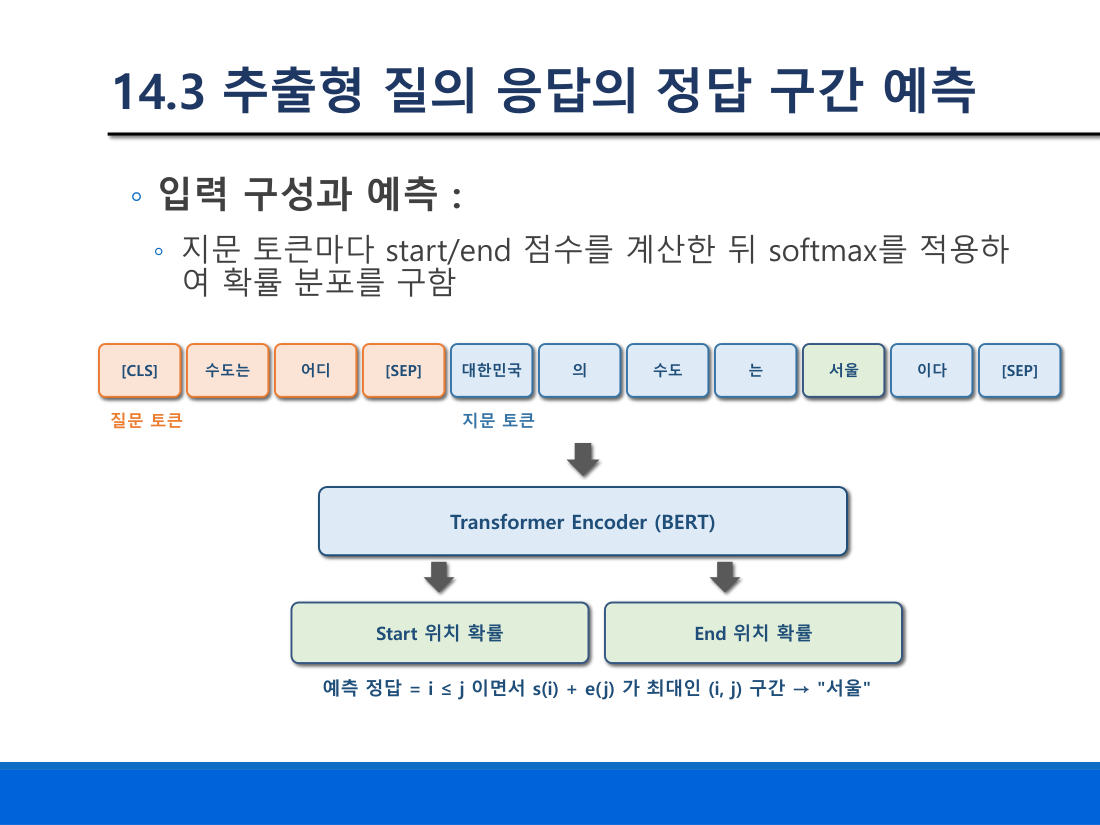 14.3 추출형 질의 응답의 정답 구간 예측
◦ 입력 구성과 예측 :
◦ 지문 토큰마다 start/end 점수를 계산한 뒤 softmax를 적용하
여 확률 분포를 구함
[CLS] 수도는 어디 [SEP] 대한민국 의 수도 는 서울 이다 [SEP]
질문 토큰 지문 토큰
Transformer Encoder (BERT)
Start 위치 확률 End 위치 확률
예측 정답 = i ≤ j 이면서 s(i) + e(j) 가 최대인 (i, j) 구간 → "서울"